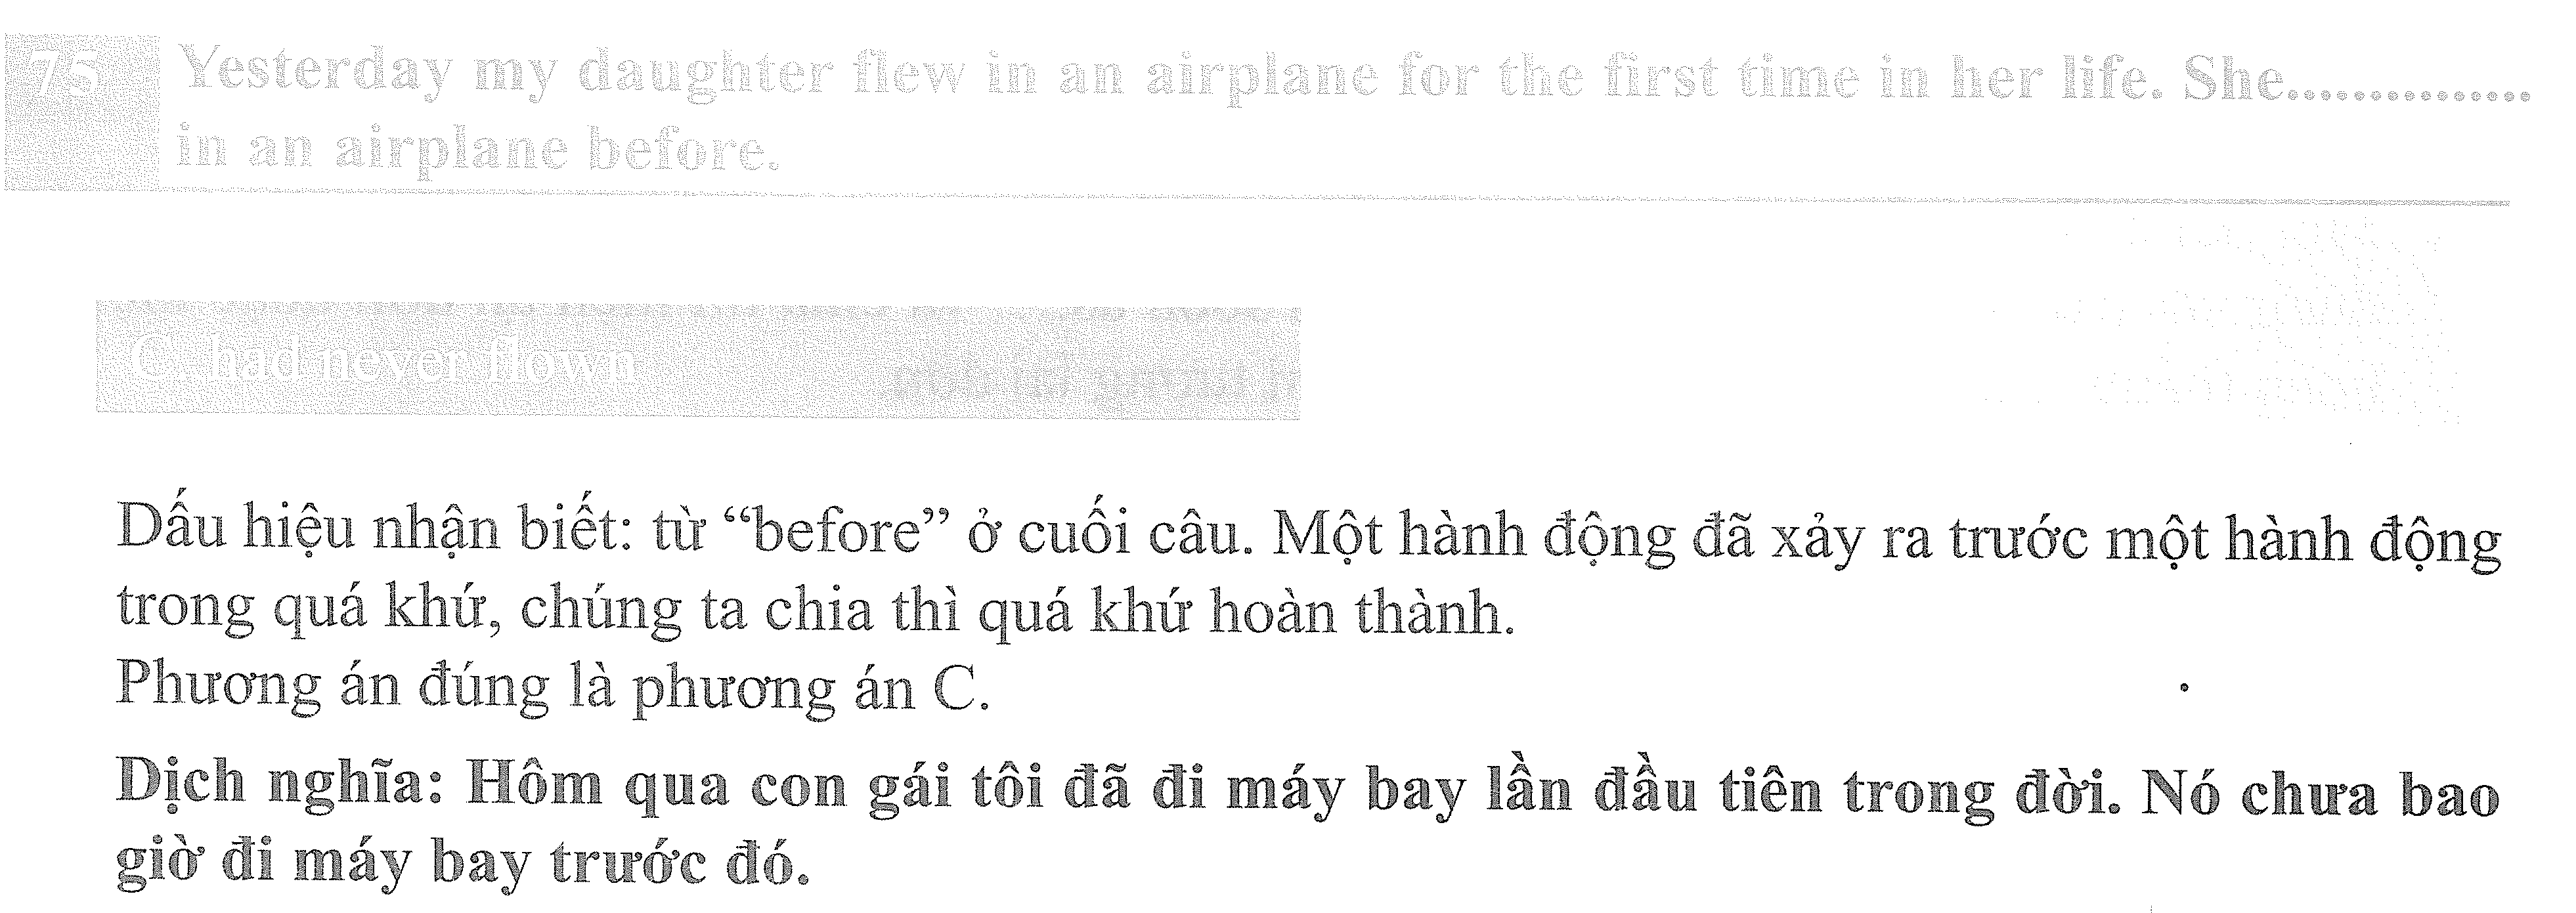 75 Yesterday my daughter flew in an airplane for the first time in her life. She...............
in an airplane before.
C. had never flown
Dấu hiệu nhận biết: từ “before” ở cuối câu. Một hành động đã xảy ra trước một hành động
trong quá khứ, chúng ta chia thì quá khứ hoàn thành.
Phương án đúng là phương án C.
Dịch nghĩa: Hôm qua con gái tôi đã đi máy bay lần đầu tiên trong đời. Nó chưa bao
giờ đi máy bay trước đó.